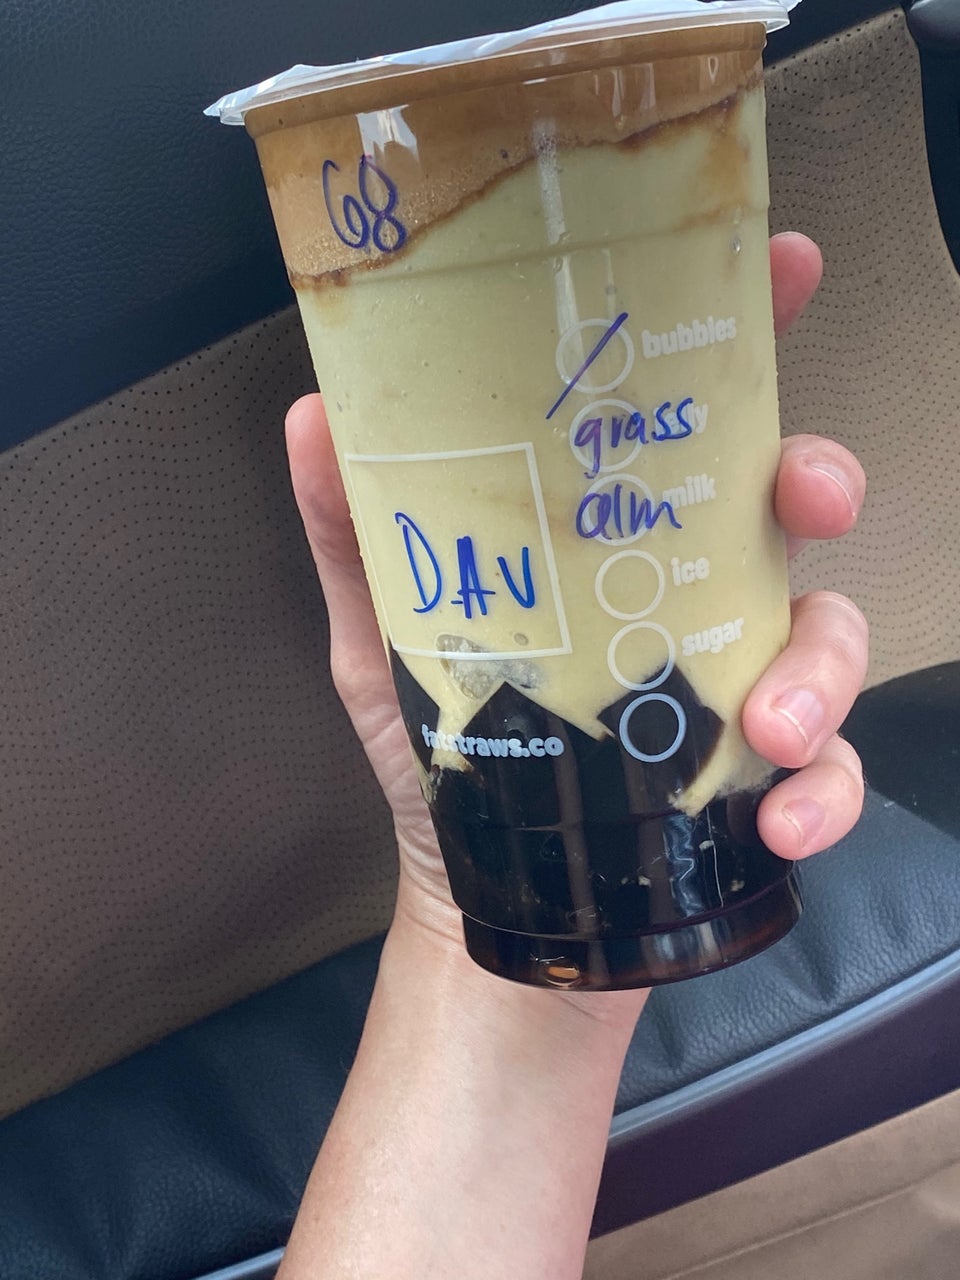 68
bubbles
grass
alm milk
ice
DAV
sugar
fatstraws.co